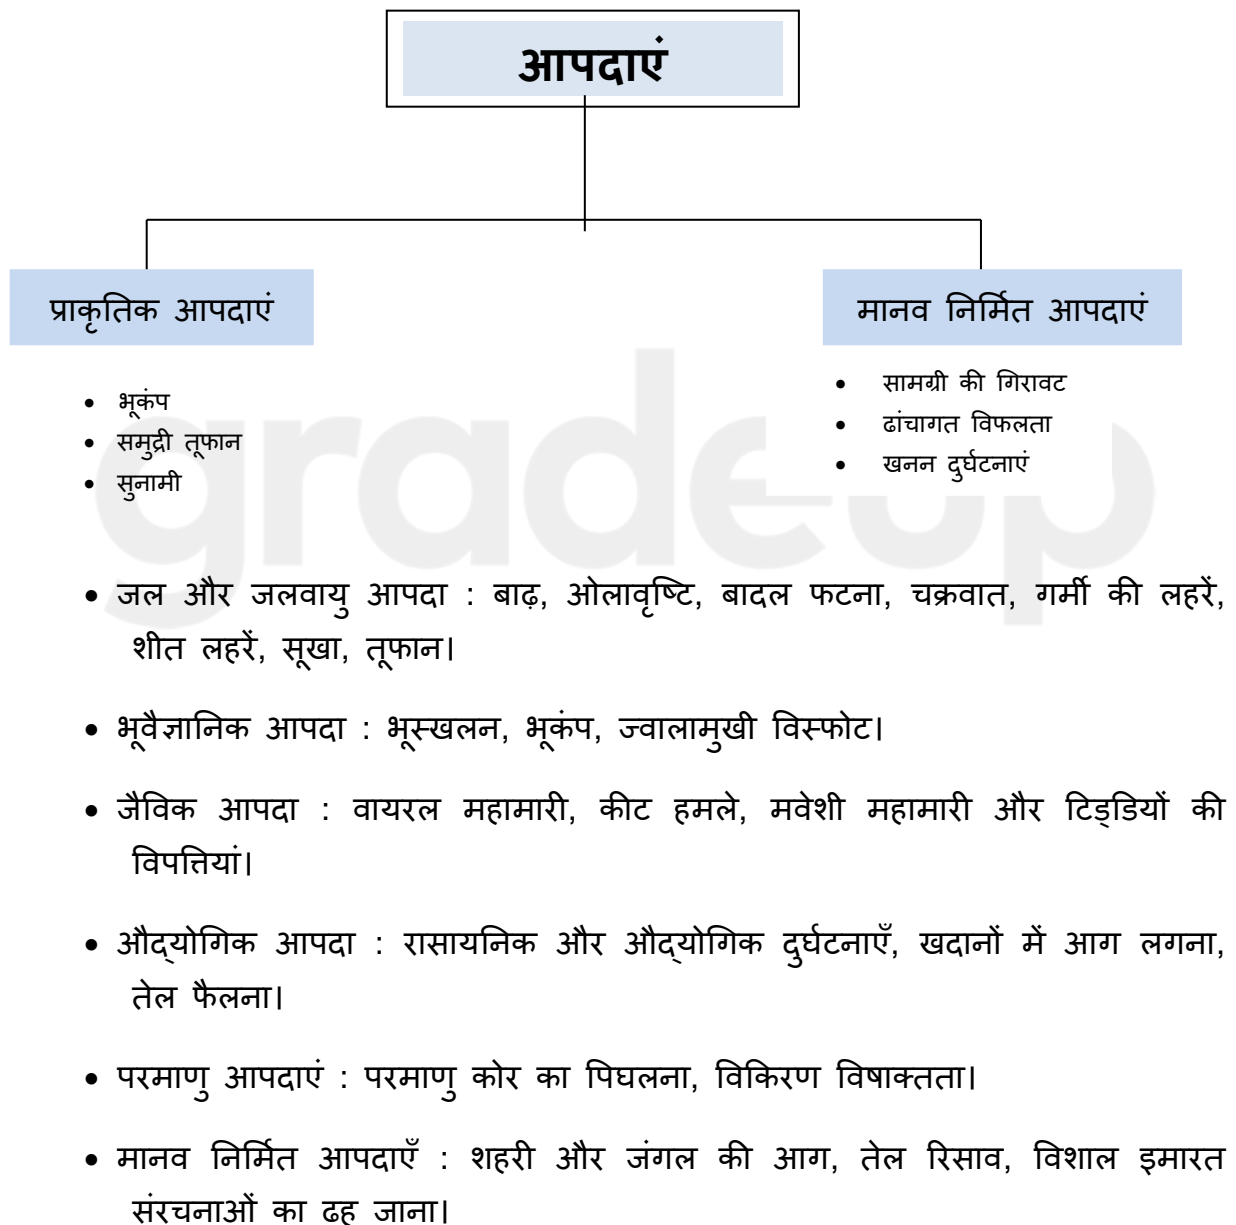 आपदाएं
प्राकृतिक आपदाएं
मानव निर्मित आपदाएं
• भूकंप
• समुद्री तूफान
• सुनामी
• सामग्री की गिरावट
• ढांचागत विफलता
• खनन दुर्घटनाएं
gradeup
• जल और जलवायु आपदा : बाढ़, ओलावृष्टि, बादल फटना, चक्रवात, गर्मी की लहरें,
शीत लहरें, सूखा, तूफान।
• भूवैज्ञानिक आपदा : भूस्खलन, भूकंप, ज्वालामुखी विस्फोट।
• जैविक आपदा : वायरल महामारी, कीट हमले, मवेशी महामारी और टिड्डियों की
विपत्तियां।
• औद्योगिक आपदा : रासायनिक और औद्योगिक दुर्घटनाएँ, खदानों में आग लगना,
तेल फैलना।
• परमाणु आपदाएं : परमाणु कोर का पिघलना, विकिरण विषाक्तता।
• मानव निर्मित आपदाएँ : शहरी और जंगल की आग, तेल रिसाव, विशाल इमारत
संरचनाओं का ढह जाना।